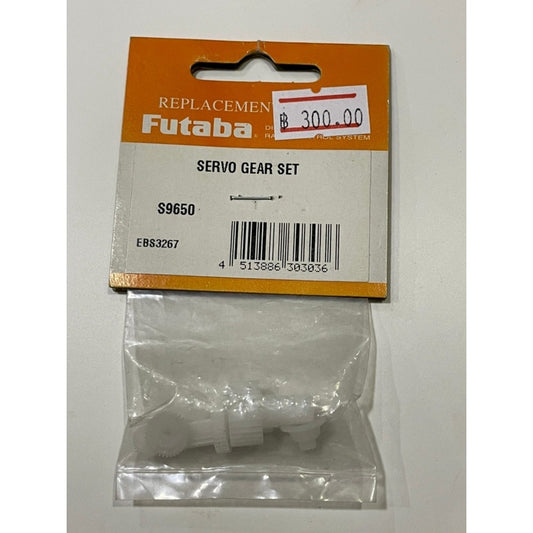 REPLACEMENT
฿ 300.00
Futaba®
SERVO GEAR SET
S9650
EBS3267
4 513886 303036